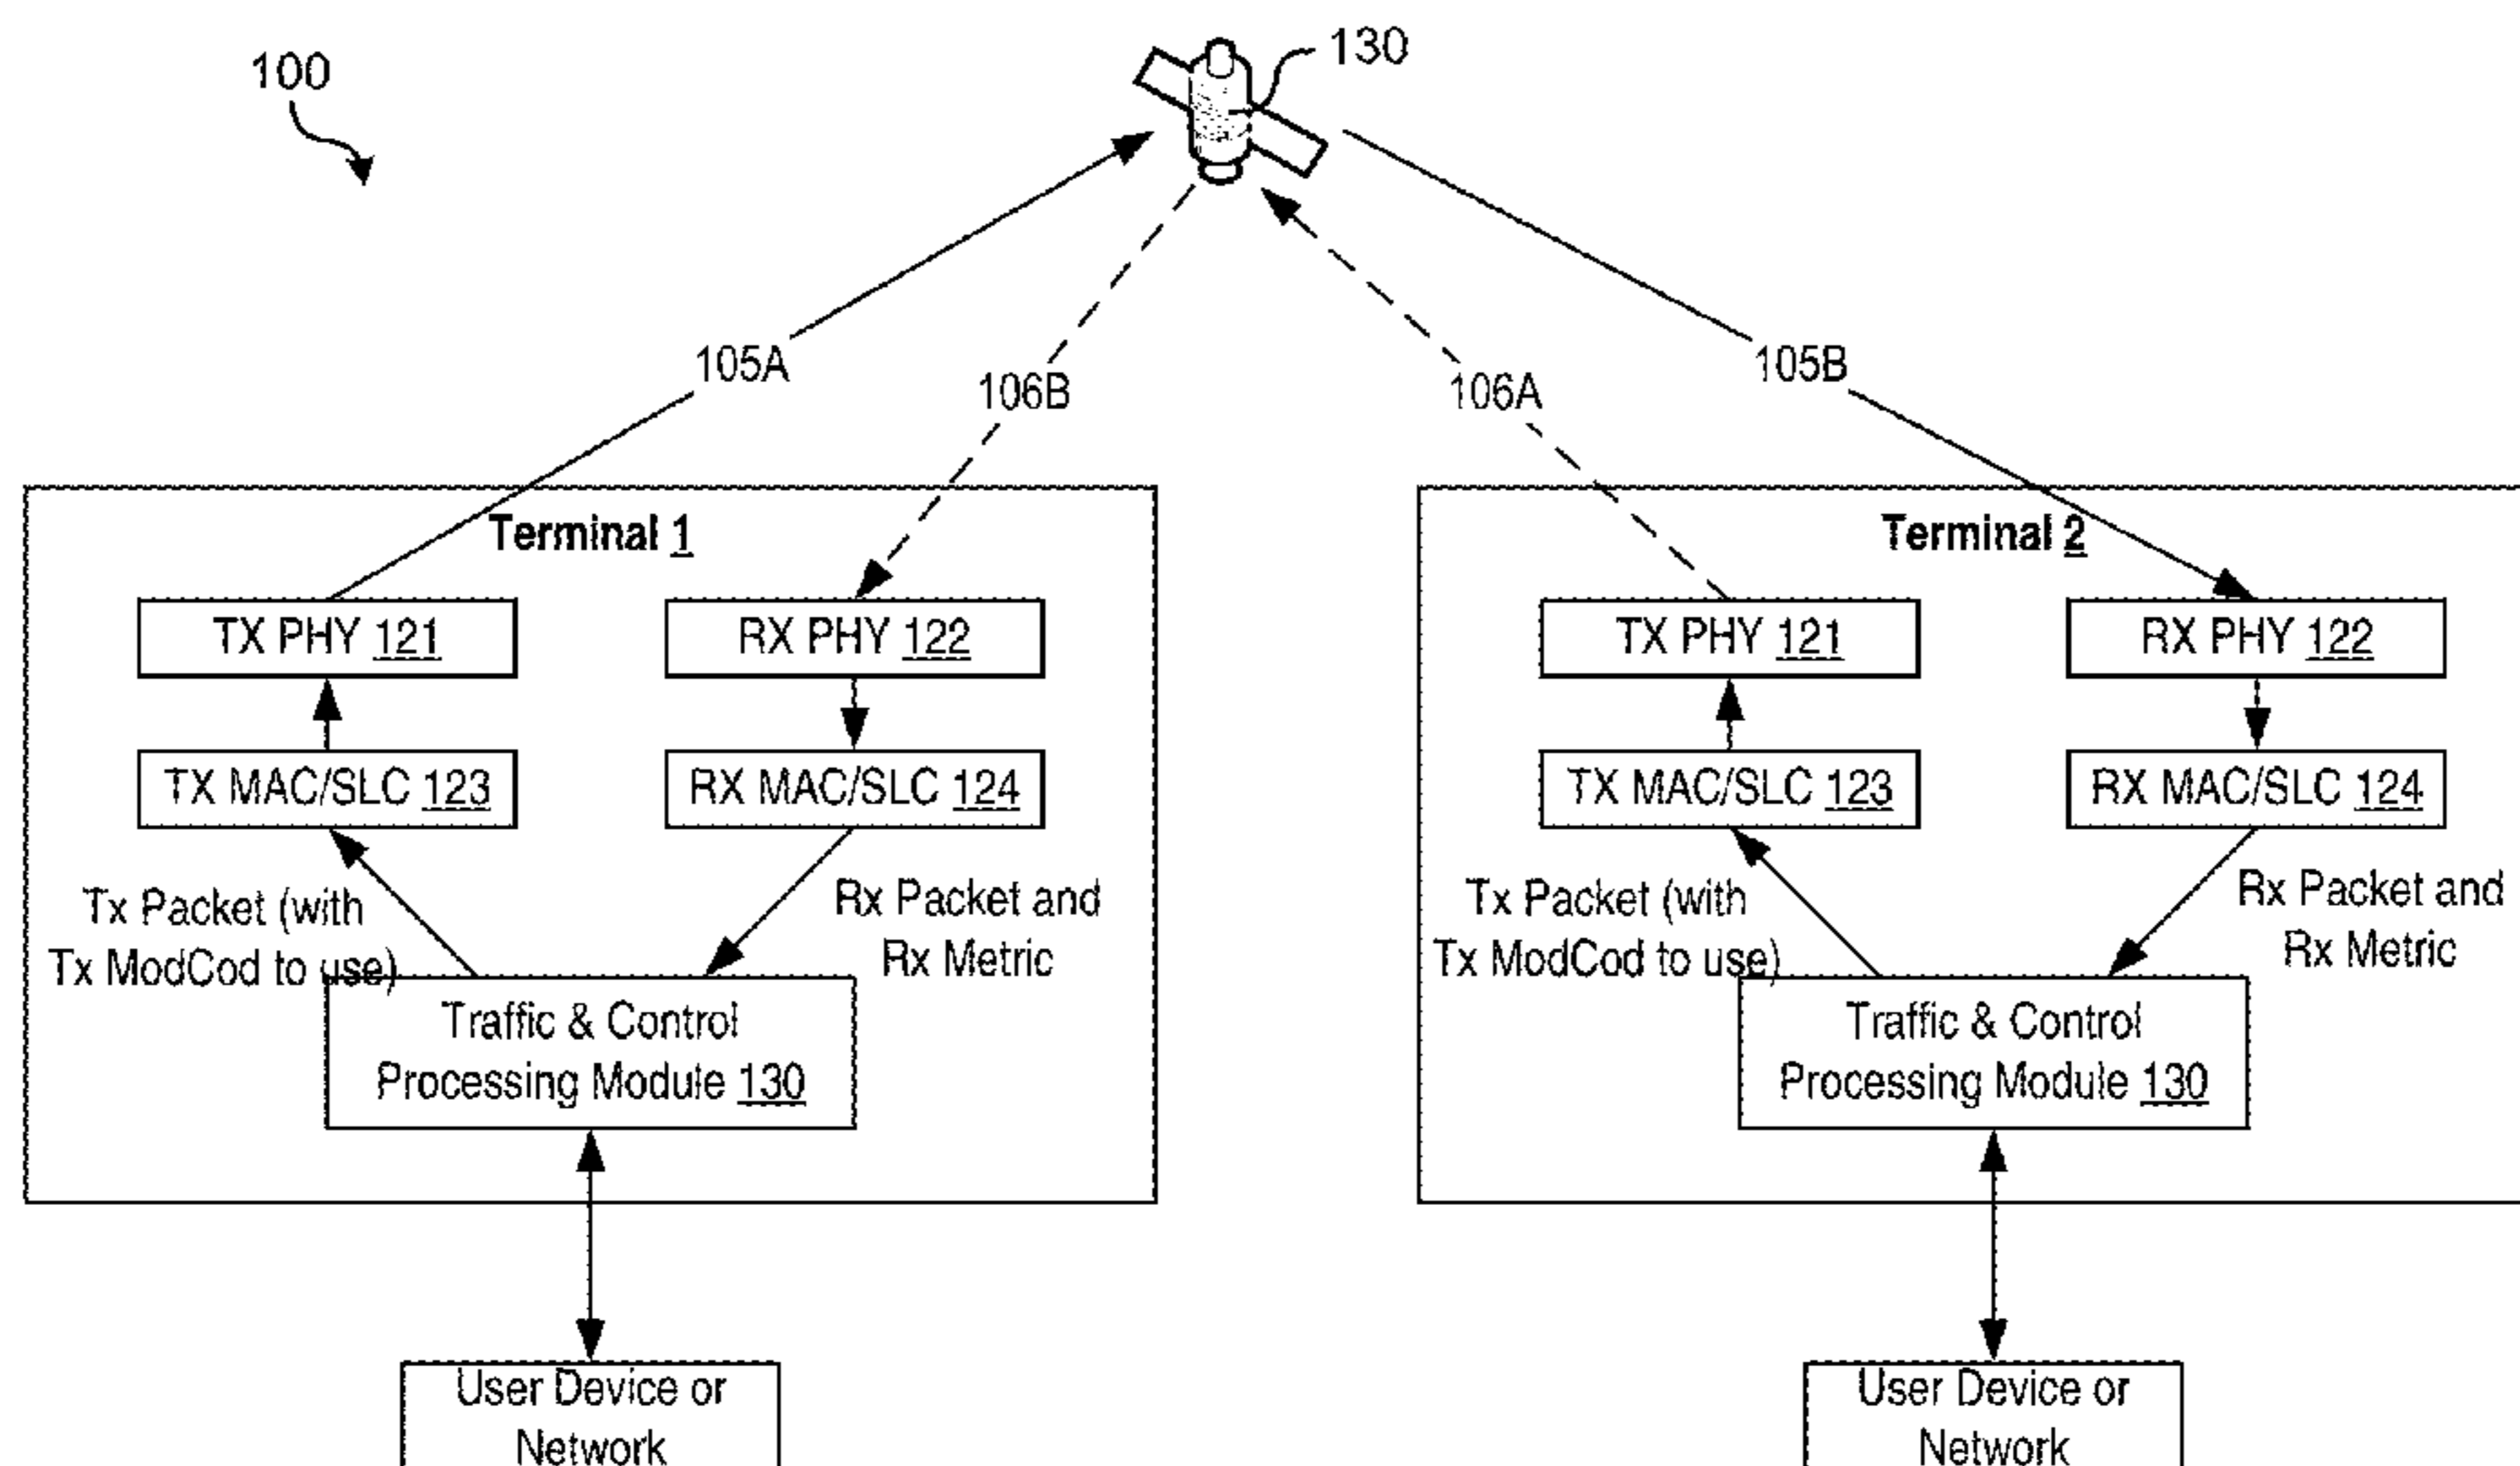 100
130
105A
106B
106A
105B
Terminal 1
TX PHY 121
RX PHY 122
TX MAC/SLC 123
RX MAC/SLC 124
Tx Packet (with
Tx ModCod to use)
Rx Packet and
Rx Metric
Traffic & Control
Processing Module 130
User Device or
Network
Terminal 2
TX PHY 121
RX PHY 122
TX MAC/SLC 123
RX MAC/SLC 124
Tx Packet (with
Tx ModCod to use)
Rx Packet and
Rx Metric
Traffic & Control
Processing Module 130
User Device or
Network